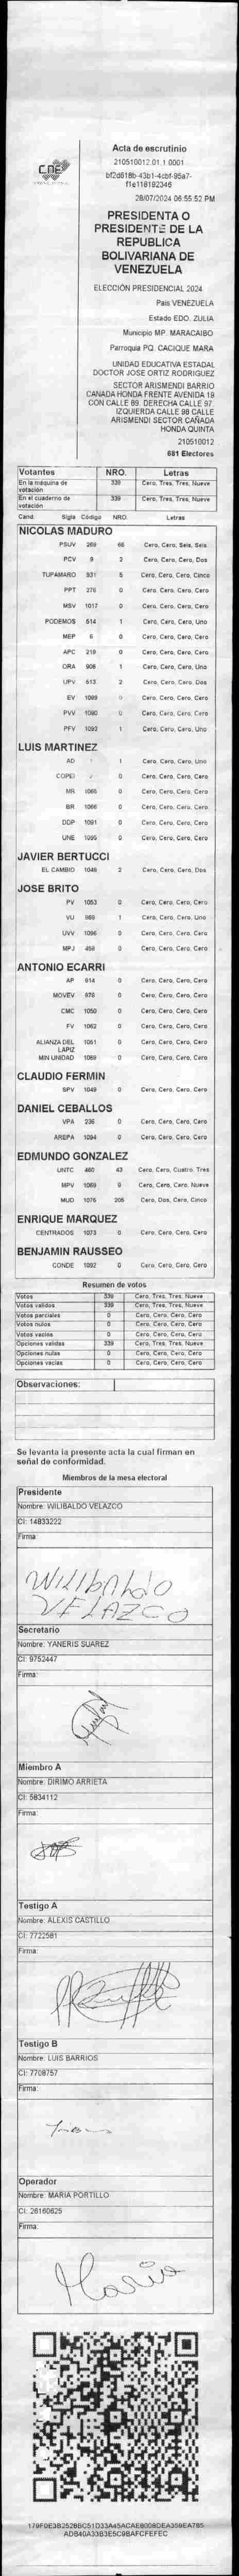 CNE
Acta de escrutinio
210510012.01.1.0001
bf2d618b-43b1-4cbf-95a7-
f1e118192346
28/07/2024 06:55:52 PM
PRESIDENTA O
PRESIDENTE DE LA
REPUBLICA
BOLIVARIANA DE
VENEZUELA
ELECCIÓN PRESIDENCIAL 2024
País VENEZUELA
Estado EDO. ZULIA
Municipio MP. MARACAIBO
Parroquia PQ. CACIQUE MARA
UNIDAD EDUCATIVA ESTADAL
DOCTOR JOSE ORTIZ RODRIGUEZ
SECTOR ARISMENDI BARRIO
CANADA HONDA FRENTE AVENIDA 19
CON CALLE 89. DERECHA CALLE 97.
IZQUIERDA CALLE 98 CALLE
ARISMENDI SECTOR CAÑADA
HONDA QUINTA
210510012
681 Electores
Votantes NRO. Letras
En la máquina de votación 339 Cero, Tres, Tres, Nueve
En el cuaderno de votación 339 Cero, Tres, Tres, Nueve
Cand. Sigla Código NRO. Letras
NICOLAS MADURO
PSUV 269 66 Cero, Cero, Seis, Seis
PCV 9 2 Cero, Cero, Cero, Dos
TUPAMARO 931 5 Cero, Cero, Cero, Cinco
PPT 276 0 Cero, Cero, Cero, Cero
MSV 1017 0 Cero, Cero, Cero, Cero
PODEMOS 514 1 Cero, Cero, Cero, Uno
MEP 6 0 Cero, Cero, Cero, Cero
APC 219 0 Cero, Cero, Cero, Cero
ORA 908 1 Cero, Cero, Cero, Uno
UPV 513 2 Cero, Cero, Cero, Dos
EV 1099 0 Cero, Cero, Cero, Cero
PVV 1090 0 Cero, Cero, Cero, Cero
PFV 1093 1 Cero, Cero, Cero, Uno
LUIS MARTINEZ
AD 1 1 Cero, Cero, Cero, Uno
COPEI 0 Cero, Cero, Cero, Cero
MR 1065 0 Cero, Cero, Cero, Cero
BR 1066 0 Cero, Cero, Cero, Cero
DDP 1091 0 Cero, Cero, Cero, Cero
UNE 1095 0 Cero, Cero, Cero, Cero
JAVIER BERTUCCI
EL CAMBIO 1048 2 Cero, Cero, Cero, Dos
JOSE BRITO
PV 1053 0 Cero, Cero, Cero, Cero
VU 969 1 Cero, Cero, Cero, Uno
UVV 1096 0 Cero, Cero, Cero, Cero
MPJ 458 0 Cero, Cero, Cero, Cero
ANTONIO ECARRI
AP 914 0 Cero, Cero, Cero, Cero
MOVEV 878 0 Cero, Cero, Cero, Cero
CMC 1050 0 Cero, Cero, Cero, Cero
FV 1062 0 Cero, Cero, Cero, Cero
ALIANZA DEL LAPIZ 1051 0 Cero, Cero, Cero, Cero
MIN UNIDAD 1089 0 Cero, Cero, Cero, Cero
CLAUDIO FERMIN
SPV 1049 0 Cero, Cero, Cero, Cero
DANIEL CEBALLOS
VPA 236 0 Cero, Cero, Cero, Cero
AREPA 1094 0 Cero, Cero, Cero, Cero
EDMUNDO GONZALEZ
UNTC 460 43 Cero, Cero, Cuatro, Tres
MPV 1069 9 Cero, Cero, Cero, Nueve
MUD 1076 205 Cero, Dos, Cero, Cinco
ENRIQUE MARQUEZ
CENTRADOS 1073 0 Cero, Cero, Cero, Cero
BENJAMIN RAUSSEO
CONDE 1092 0 Cero, Cero, Cero, Cero
Resumen de votos
Votos 339 Cero, Tres, Tres, Nueve
Votos validos 339 Cero, Tres, Tres, Nueve
Votos parciales 0 Cero, Cero, Cero, Cero
Votos nulos 0 Cero, Cero, Cero, Cero
Votos vacios 0 Cero, Cero, Cero, Cero
Opciones validas 339 Cero, Tres, Tres, Nueve
Opciones nulas 0 Cero, Cero, Cero, Cero
Opciones vacias 0 Cero, Cero, Cero, Cero
Observaciones:
Se levanta la presente acta la cual firman en
señal de conformidad.
Miembros de la mesa electoral
Presidente
Nombre: WILIBALDO VELAZCO
CI: 14833222
Firma:
Wilibaldo
VELAZCO
Secretario
Nombre: YANERIS SUAREZ
CI: 9752447
Firma:
Miembro A
Nombre: DIRIMO ARRIETA
CI: 5834112
Firma:
Testigo A
Nombre: ALEXIS CASTILLO
CI: 7722581
Firma:
Testigo B
Nombre: LUIS BARRIOS
CI: 7708757
Firma:
Operador
Nombre: MARIA PORTILLO
CI: 26160625
Firma:
Maria